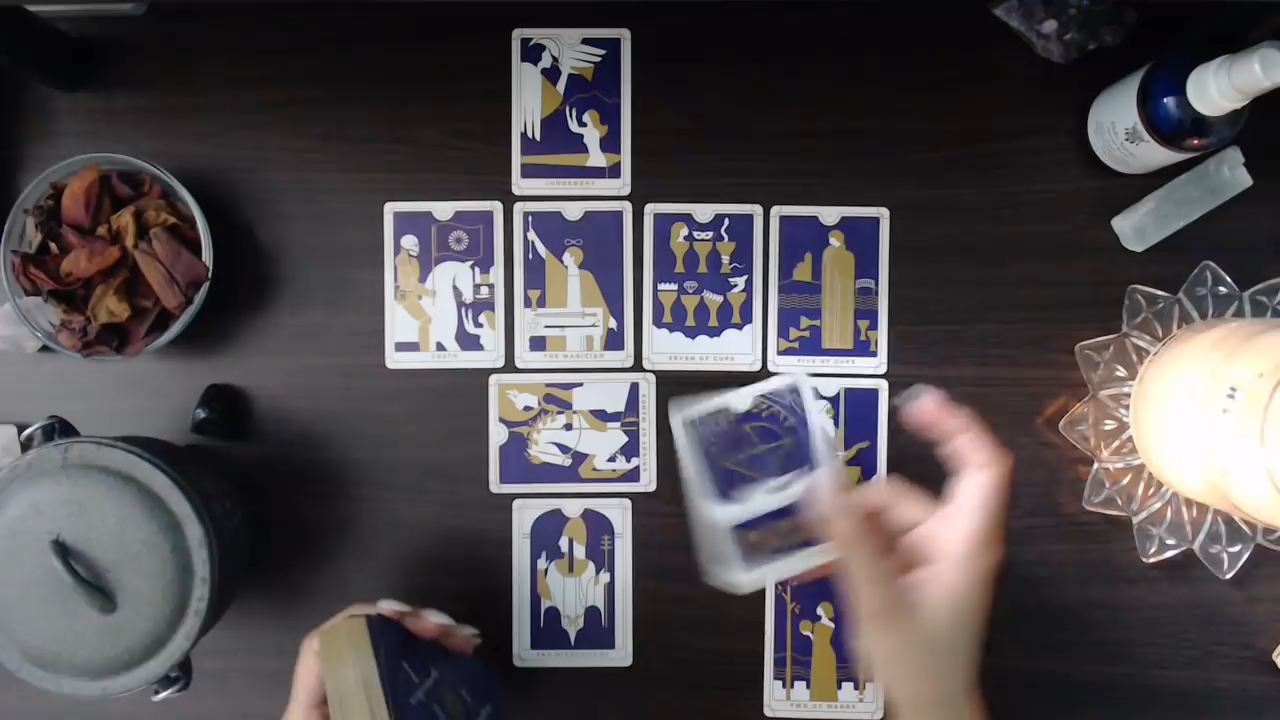 JUDGEMENT
DEATH
THE MAGICIAN
SEVEN OF CUPS
FIVE OF CUPS
KNIGHT OF WANDS
THE HIEROPHANT
TWO OF WANDS